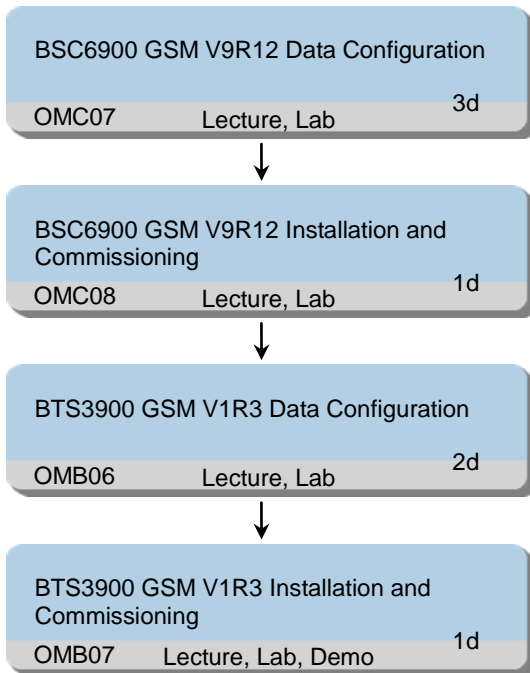 BSC6900 GSM V9R12 Data Configuration
3d
OMC07 Lecture, Lab
BSC6900 GSM V9R12 Installation and
Commissioning
1d
OMC08 Lecture, Lab
BTS3900 GSM V1R3 Data Configuration
2d
OMB06 Lecture, Lab
BTS3900 GSM V1R3 Installation and
Commissioning
1d
OMB07 Lecture, Lab, Demo